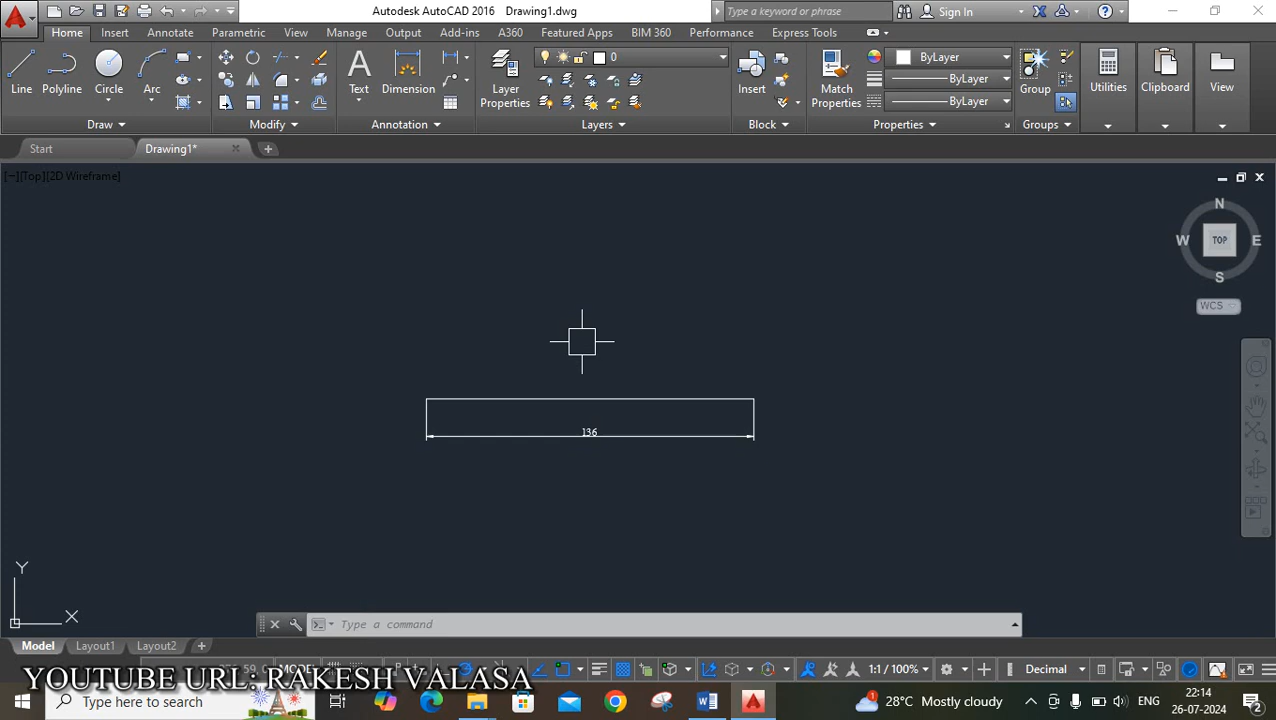 Autodesk AutoCAD 2016 Drawing1.dwg
Type a keyword or phrase
Sign In
Home Insert Annotate Parametric View Manage Output Add-ins A360 Featured Apps BIM 360 Performance Express Tools
Line Polyline Circle Arc
Text Dimension
Layer Properties
0
Insert
Match Properties
ByLayer
ByLayer
ByLayer
Group
Utilities
Clipboard
View
Draw Modify Annotation Layers Block Properties Groups
Start Drawing1*
[−][Top][2D Wireframe]
N
W TOP E
S
WCS
136
Y
X
Type a command
Model Layout1 Layout2
MODEL
1:1 / 100%
Decimal
YOUTUBE URL: RAKESH VALASA
Type here to search
28°C Mostly cloudy
ENG
22:14
26-07-2024
2